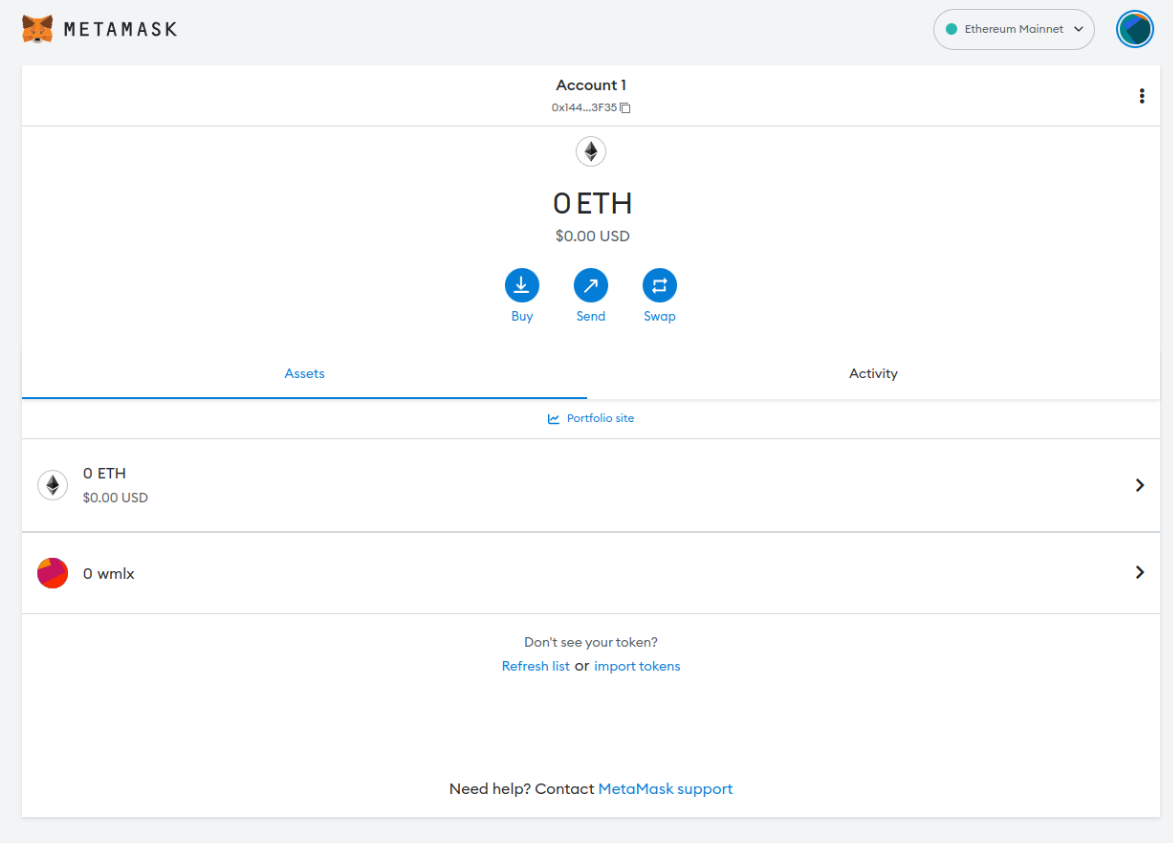 METAMASK
Ethereum Mainnet
Account 1
0x144...3F35
0 ETH
$0.00 USD
Buy
Send
Swap
Assets
Activity
Portfolio site
0 ETH
$0.00 USD
0 wmlx
Don't see your token?
Refresh list or import tokens
Need help? Contact MetaMask support